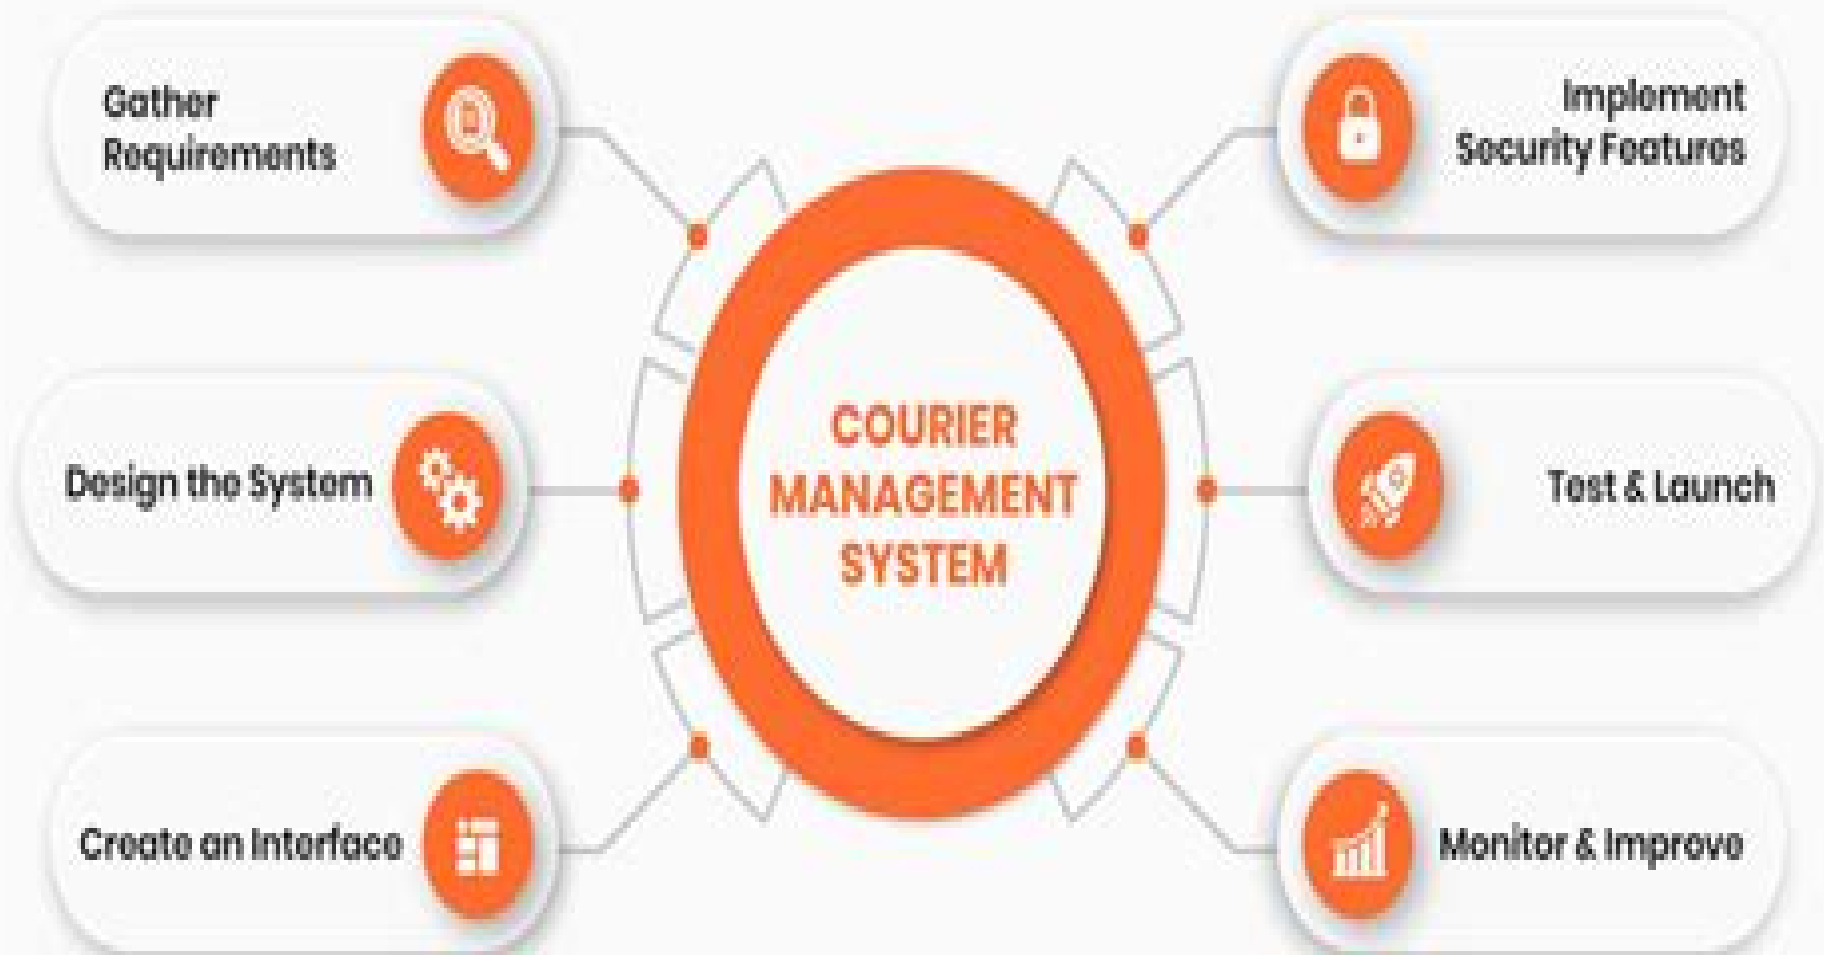 Gather
Requirements
Design the System
Create an Interface
COURIER
MANAGEMENT
SYSTEM
Implement
Security Features
Test & Launch
Monitor & Improve